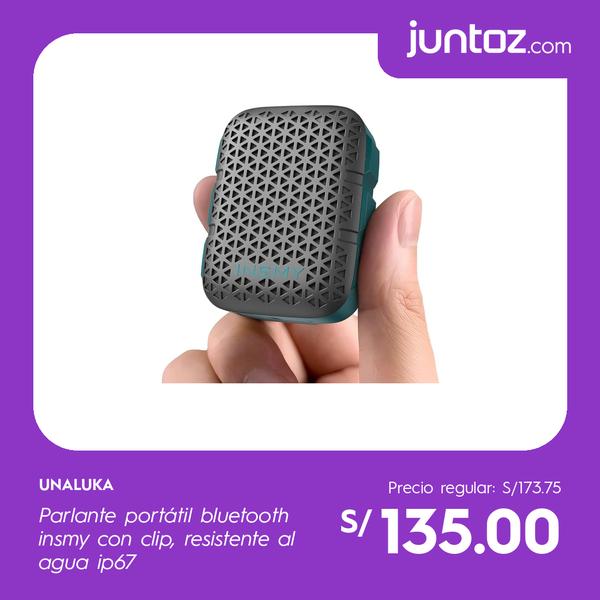 juntoz.com
INSMY
UNALUKA
Parlante portátil bluetooth
insmy con clip, resistente al
agua ip67
Precio regular: S/173.75
S/135.00